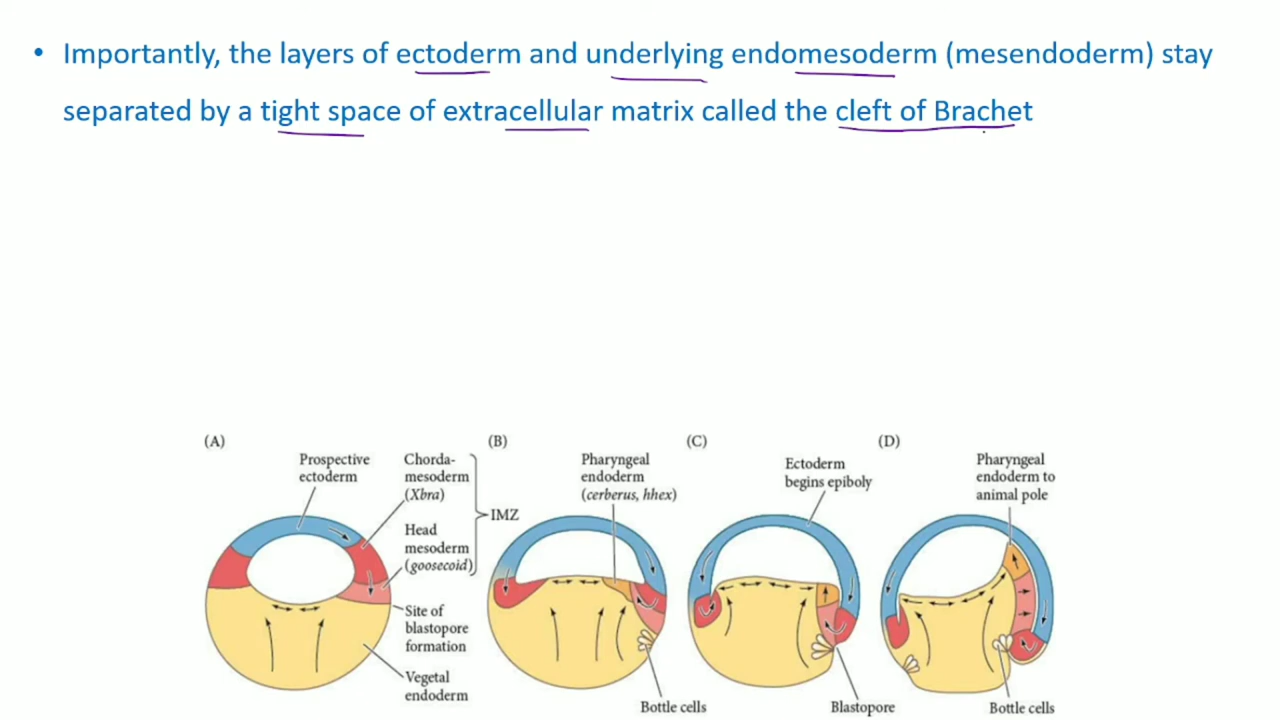 • Importantly, the layers of ectoderm and underlying endomesoderm (mesendoderm) stay
separated by a tight space of extracellular matrix called the cleft of Brachet
(A)
Prospective
ectoderm
Chorda-
mesoderm
(Xbra)
Head
mesoderm
(goosecoid)
IMZ
Site of
blastopore
formation
Vegetal
endoderm
(B)
Pharyngeal
endoderm
(cerberus, hhex)
Bottle cells
(C)
Ectoderm
begins epiboly
Blastopore
(D)
Pharyngeal
endoderm to
animal pole
Bottle cells